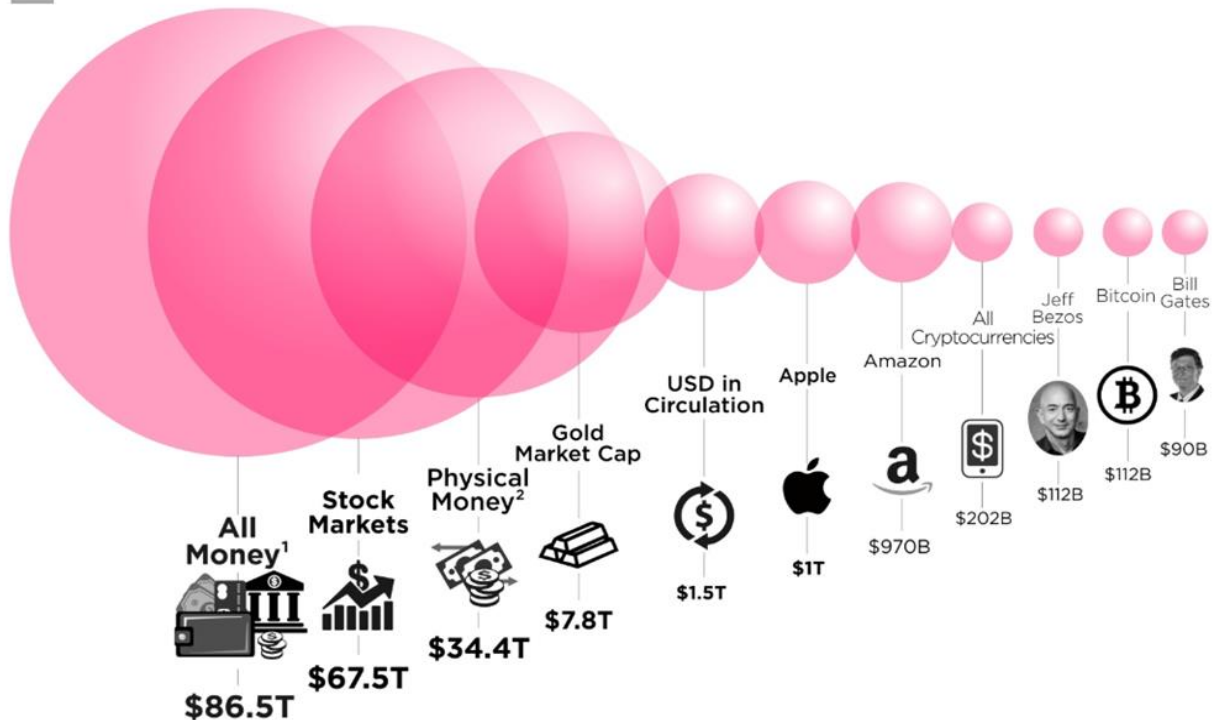 All
Money¹
$86.5T
Stock
Markets
$67.5T
Physical
Money²
$34.4T
Gold
Market Cap
$7.8T
USD in
Circulation
$1.5T
Apple
$1T
Amazon
a
$970B
All
Cryptocurrencies
$202B
Jeff
Bezos
$112B
Bitcoin
$112B
Bill
Gates
$90B